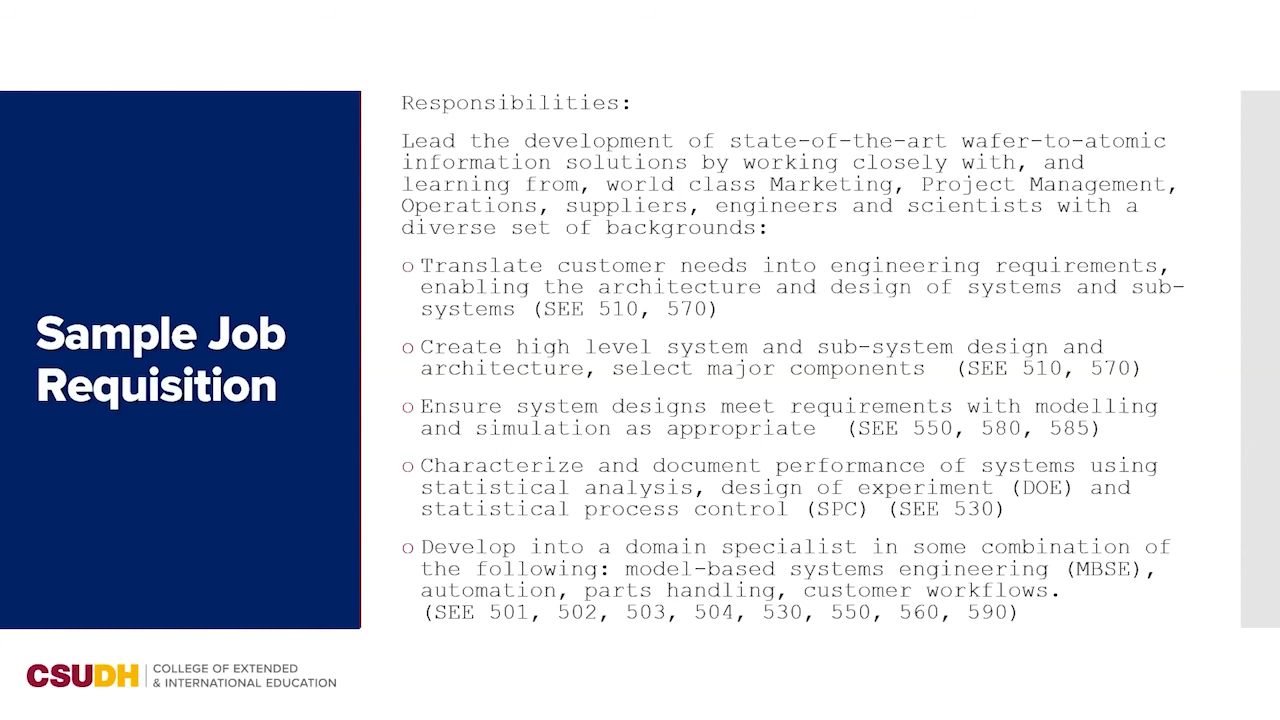 Sample Job
Requisition
Responsibilities:
Lead the development of state-of-the-art wafer-to-atomic
information solutions by working closely with, and
learning from, world class Marketing, Project Management,
Operations, suppliers, engineers and scientists with a
diverse set of backgrounds:
o Translate customer needs into engineering requirements,
enabling the architecture and design of systems and sub-
systems (SEE 510, 570)
o Create high level system and sub-system design and
architecture, select major components (SEE 510, 570)
o Ensure system designs meet requirements with modelling
and simulation as appropriate (SEE 550, 580, 585)
o Characterize and document performance of systems using
statistical analysis, design of experiment (DOE) and
statistical process control (SPC) (SEE 530)
o Develop into a domain specialist in some combination of
the following: model-based systems engineering (MBSE),
automation, parts handling, customer workflows.
(SEE 501, 502, 503, 504, 530, 550, 560, 590)
CSUDH
COLLEGE OF EXTENDED
& INTERNATIONAL EDUCATION